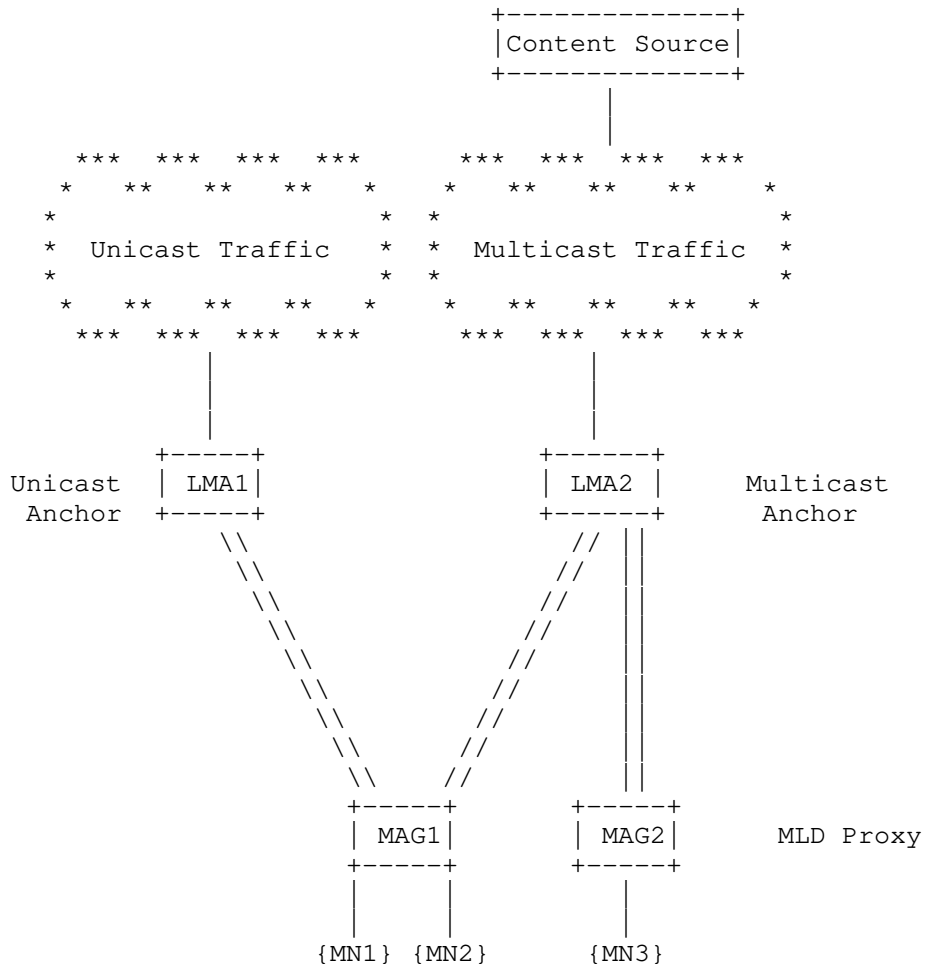 Content Source
Unicast Traffic Multicast Traffic
Unicast LMA1 LMA2 Multicast
Anchor Anchor
MAG1 MAG2 MLD Proxy
{MN1} {MN2} {MN3}